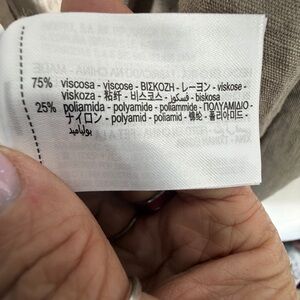 75% viscosa - viscose - ΒΙΣΚΟΖΗ - レーヨン - viskose -
viskoza - 粘纤 - 비스코스 - فسكوز - biskosa
25% poliamida - polyamide - poliammide - ΠΟΛΥΑΜΙΔΙΟ -
ナイロン - polyamid - poliamid - 锦纶 - 폴리아미드 -
بوليأميد